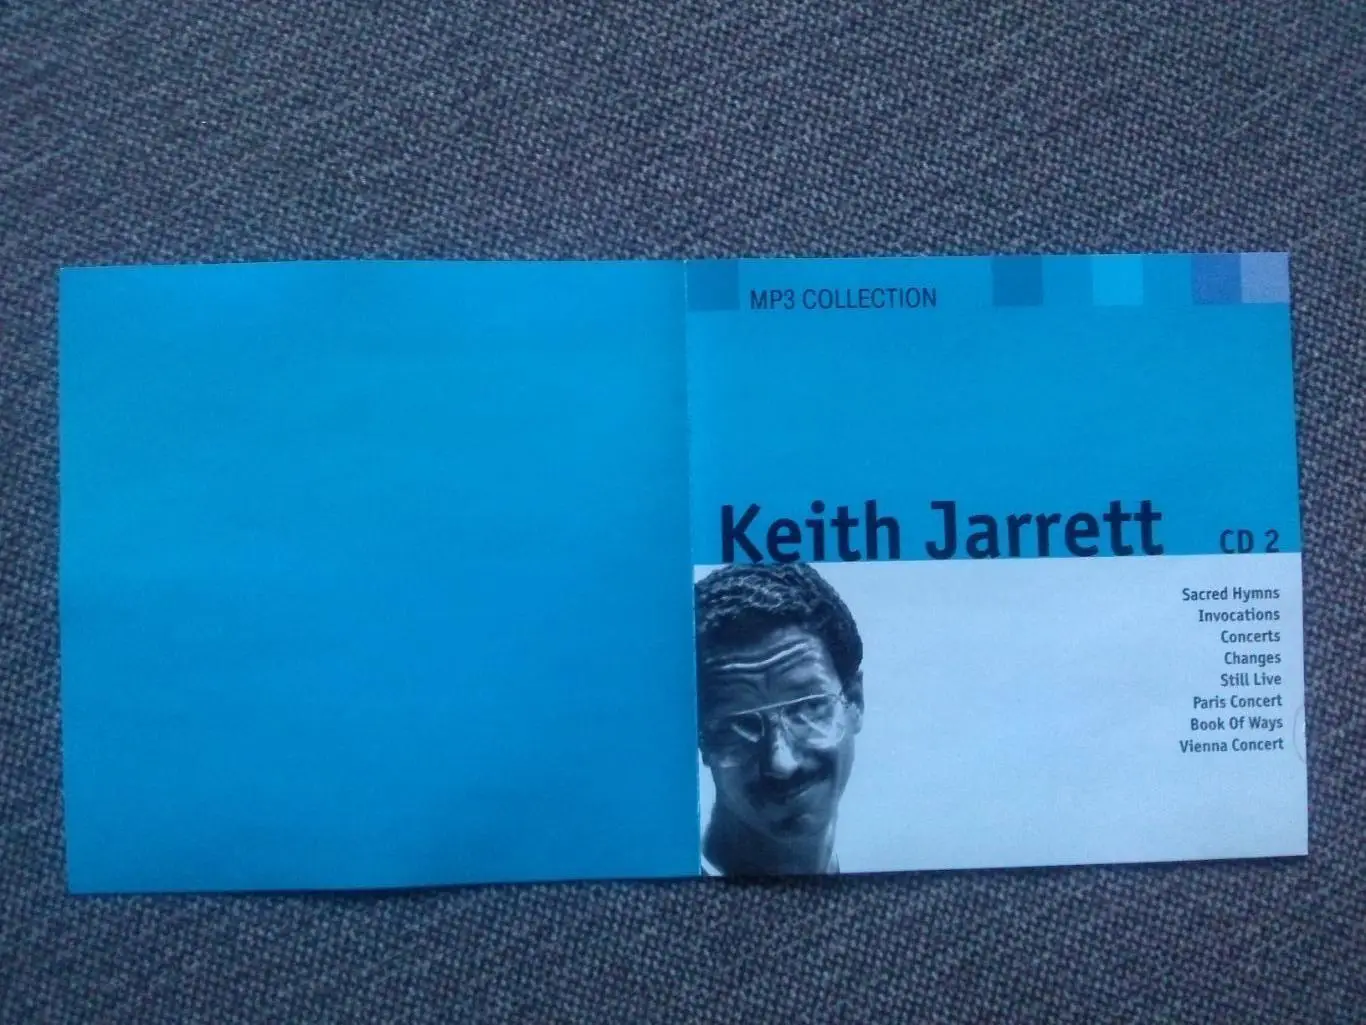 MP3 COLLECTION
Keith Jarrett CD 2
Sacred Hymns
Invocations
Concerts
Changes
Still Live
Paris Concert
Book Of Ways
Vienna Concert